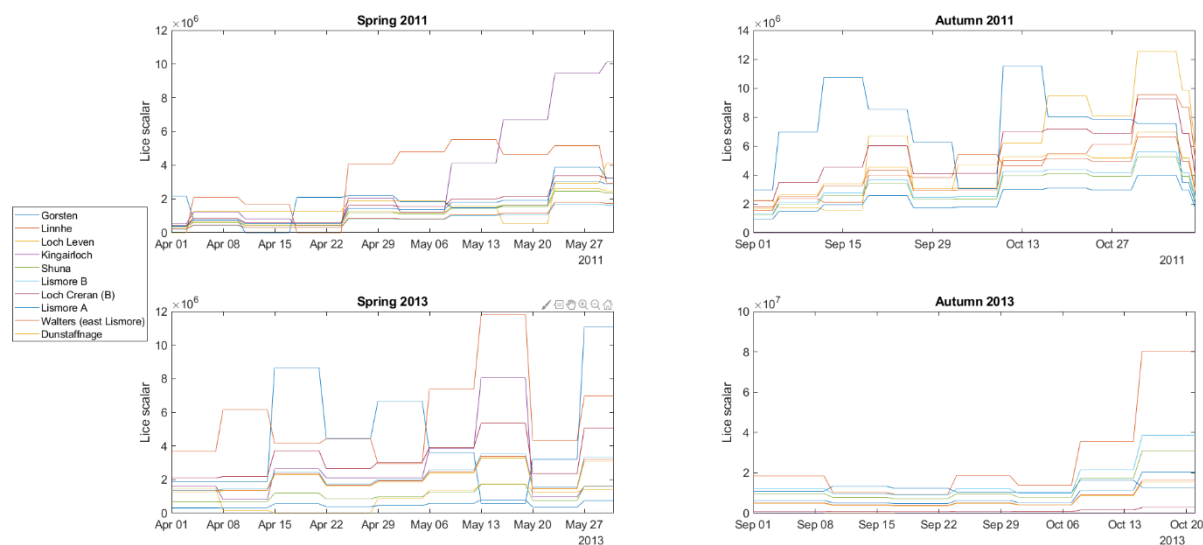 Spring 2011
×10^6
12
10
8
6
4
2
0
Lice scalar
Apr 01 Apr 08 Apr 15 Apr 22 Apr 29 May 06 May 13 May 20 May 27
2011
Autumn 2011
×10^6
14
12
10
8
6
4
2
0
Lice scalar
Sep 01 Sep 15 Sep 29 Oct 13 Oct 27
2011
Gorsten
Linnhe
Loch Leven
Kingairloch
Shuna
Lismore B
Loch Creran (B)
Lismore A
Walters (east Lismore)
Dunstaffnage
Spring 2013
×10^6
12
10
8
6
4
2
0
Lice scalar
Apr 01 Apr 08 Apr 15 Apr 22 Apr 29 May 06 May 13 May 20 May 27
2013
Autumn 2013
×10^7
10
8
6
4
2
0
Lice scalar
Sep 01 Sep 08 Sep 15 Sep 22 Sep 29 Oct 06 Oct 13 Oct 20
2013